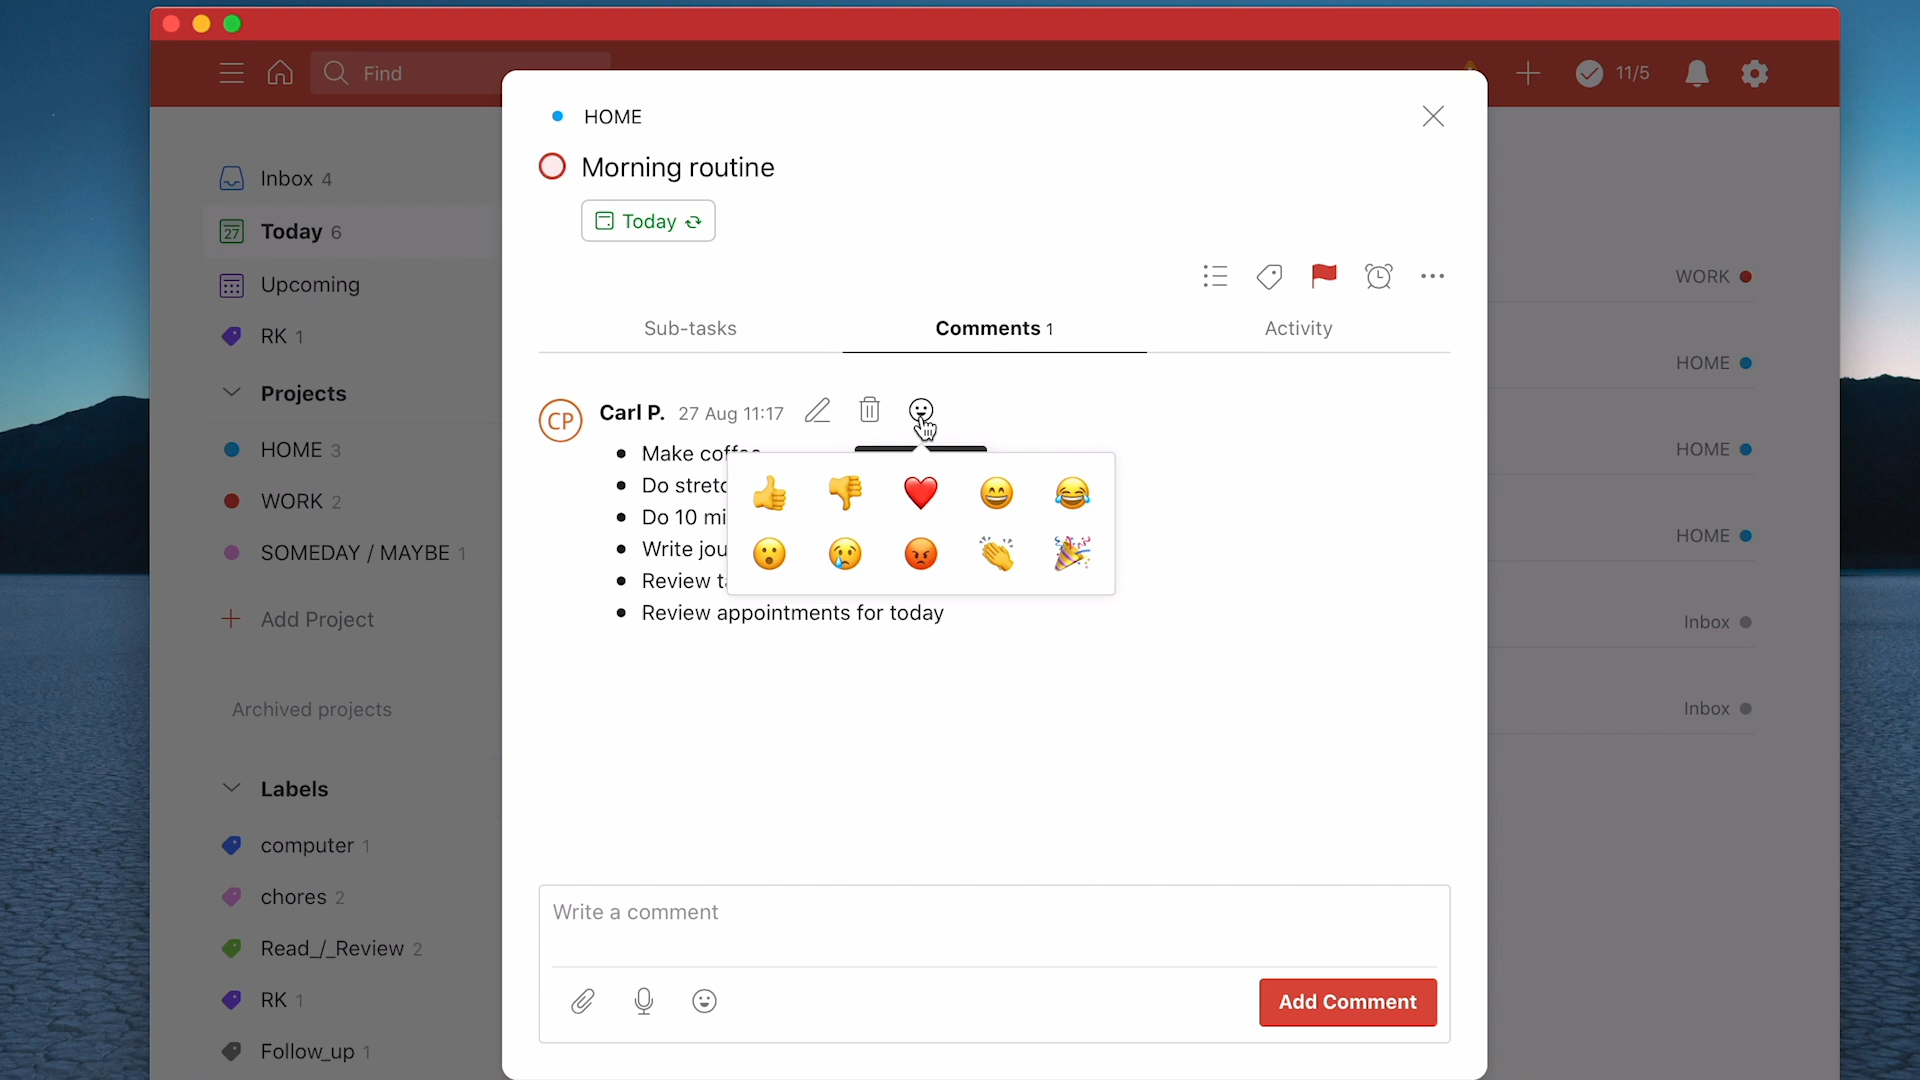 Find
11/5
HOME
Morning routine
Today
Inbox 4
27 Today 6
Upcoming
RK 1
Projects
HOME 3
WORK 2
SOMEDAY / MAYBE 1
Add Project
Archived projects
Labels
computer 1
chores 2
Read_/_Review 2
RK 1
Follow_up 1
Sub-tasks
Comments 1
Activity
CP
Carl P. 27 Aug 11:17
Make coffee
Do stretc
Do 10 mi
Write jou
Review ta
Review appointments for today
Write a comment
Add Comment
WORK
HOME
HOME
HOME
Inbox
Inbox